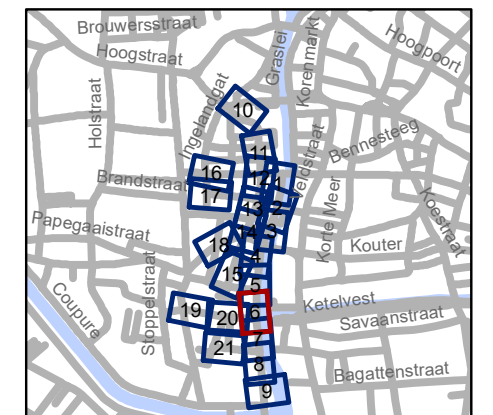 Brouwersstraat
Hoogstraat
Graslei
Korenmarkt
Hoogpoort
Holstraat
Ingelandgat
10
Bennesteeg
11
Veldstraat
16
12
1
Brandstraat
17
13
2
Koestraat
Papegaaistraat
14
3
Korte Meer
18
Kouter
4
15
5
Coupure
Stoppelstraat
19
20
6
Ketelvest
Savaanstraat
21
7
8
Bagattenstraat
9